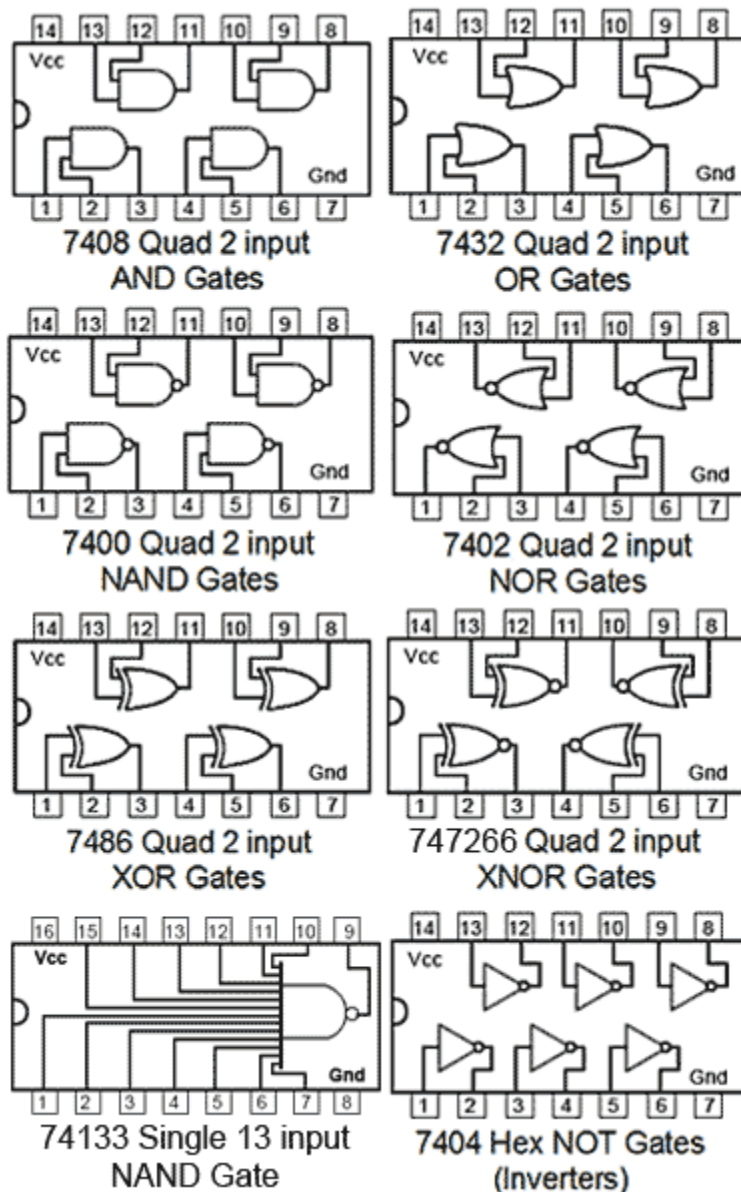 14 13 12 11 10 9 8
Vcc
Gnd
1 2 3 4 5 6 7
7408 Quad 2 input
AND Gates
14 13 12 11 10 9 8
Vcc
Gnd
1 2 3 4 5 6 7
7432 Quad 2 input
OR Gates
14 13 12 11 10 9 8
Vcc
Gnd
1 2 3 4 5 6 7
7400 Quad 2 input
NAND Gates
14 13 12 11 10 9 8
Vcc
Gnd
1 2 3 4 5 6 7
7402 Quad 2 input
NOR Gates
14 13 12 11 10 9 8
Vcc
Gnd
1 2 3 4 5 6 7
7486 Quad 2 input
XOR Gates
14 13 12 11 10 9 8
Vcc
Gnd
1 2 3 4 5 6 7
747266 Quad 2 input
XNOR Gates
16 15 14 13 12 11 10 9
Vcc
Gnd
1 2 3 4 5 6 7 8
74133 Single 13 input
NAND Gate
14 13 12 11 10 9 8
Vcc
Gnd
1 2 3 4 5 6 7
7404 Hex NOT Gates
(Inverters)